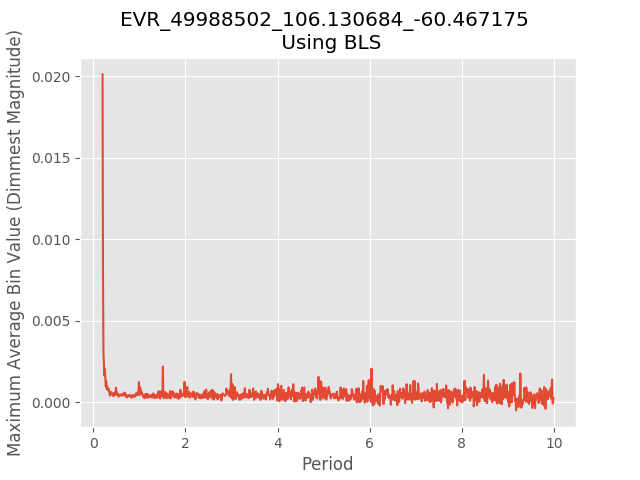 EVR_49988502_106.130684_-60.467175
Using BLS
Maximum Average Bin Value (Dimmest Magnitude)
0.020
0.015
0.010
0.005
0.000
0
2
4
6
8
10
Period